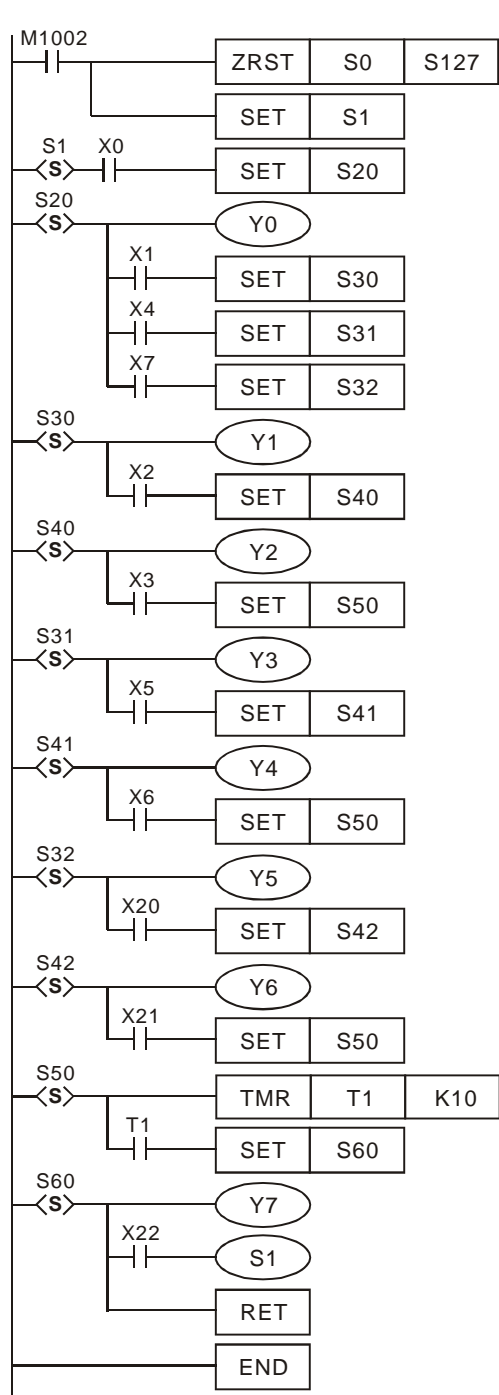 M1002
ZRST S0 S127
SET S1
S1 X0
S SET S20
S20
S Y0
X1
SET S30
X4
SET S31
X7
SET S32
S30
S Y1
X2
SET S40
S40
S Y2
X3
SET S50
S31
S Y3
X5
SET S41
S41
S Y4
X6
SET S50
S32
S Y5
X20
SET S42
S42
S Y6
X21
SET S50
S50
S TMR T1 K10
T1
SET S60
S60
S Y7
X22
S1
RET
END